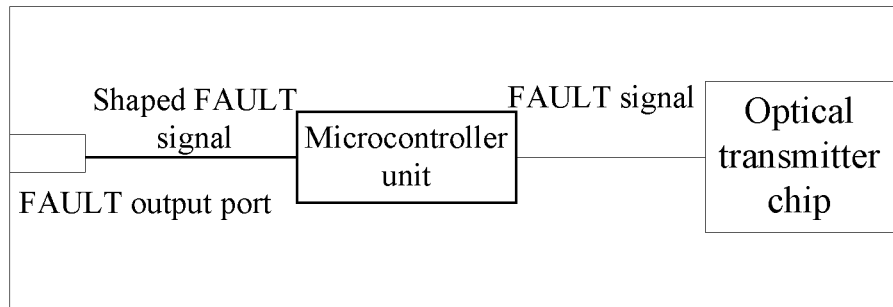 Shaped FAULT
signal
FAULT output port
Microcontroller
unit
FAULT signal
Optical
transmitter
chip